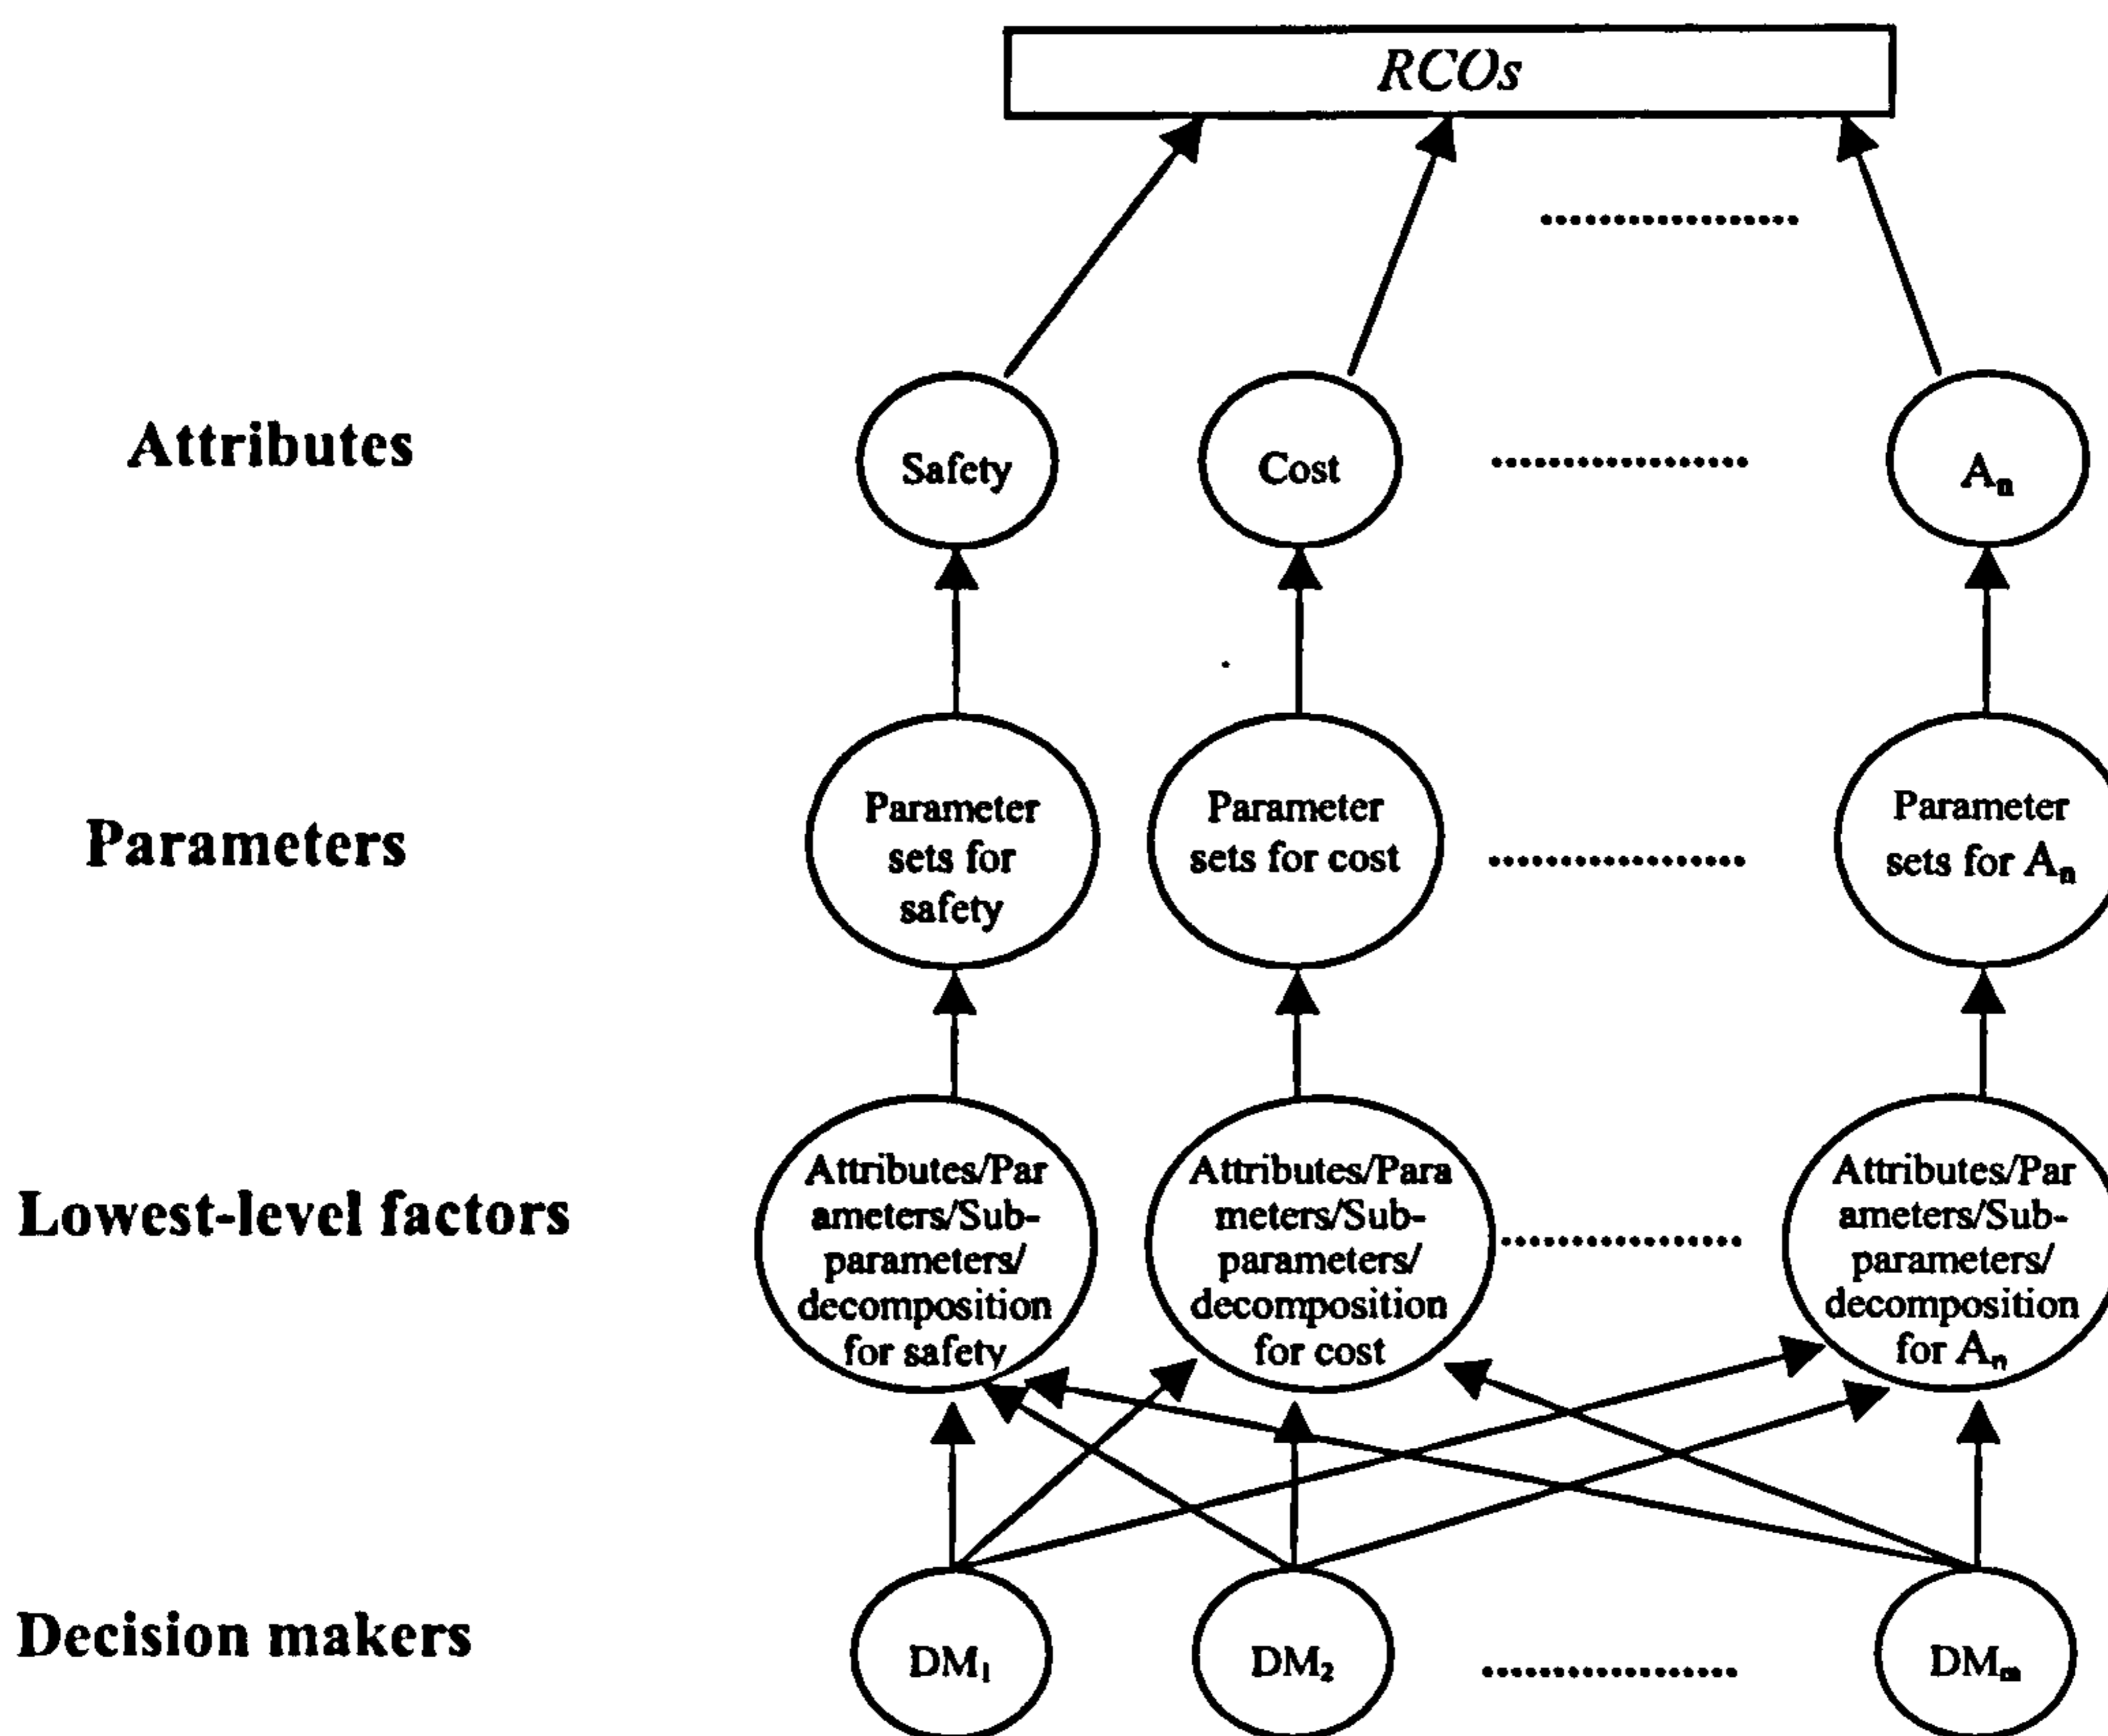 RCOs
Attributes
Safety
Cost
..................
Aₙ
Parameters
Parameter
sets for
safety
Parameter
sets for cost
..................
Parameter
sets for Aₙ
Lowest-level factors
Attributes/Par
ameters/Sub-
parameters/
decomposition
for safety
Attributes/Para
meters/Sub-
parameters/
decomposition
for cost
..................
Attributes/Par
ameters/Sub-
parameters/
decomposition
for Aₙ
Decision makers
DM₁
DM₂
..................
DMₘ